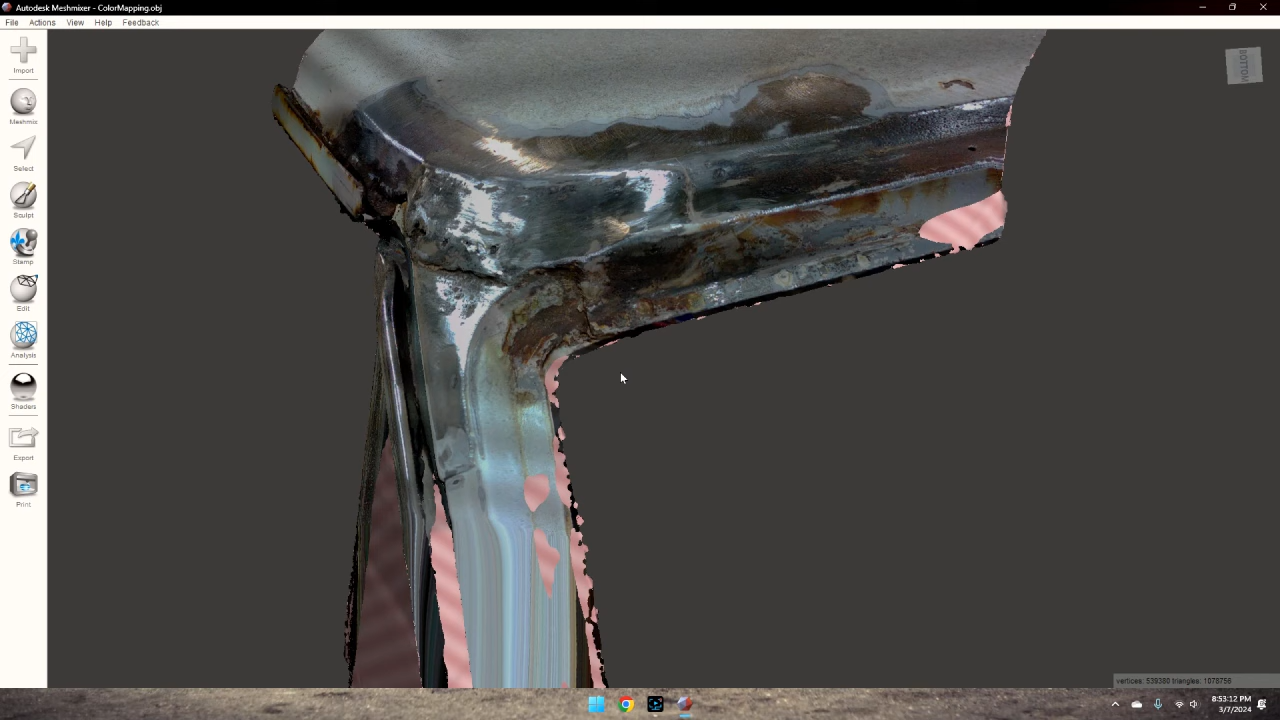 Autodesk Meshmixer - ColorMapping.obj
File Actions View Help Feedback
Import
Meshmix
Select
Sculpt
Stamp
Edit
Analysis
Shaders
Export
Print
BOTTOM
vertices: 539380 triangles: 1078756
8:53:12 PM
3/7/2024